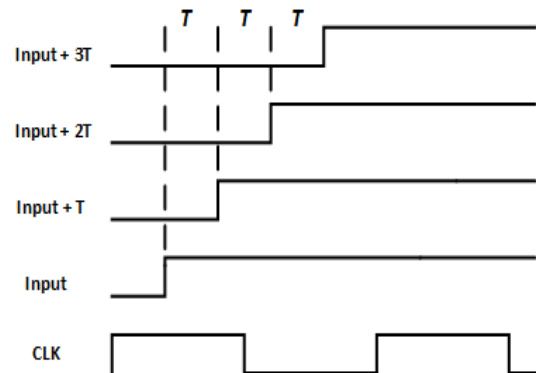 T T T
Input + 3T
Input + 2T
Input + T
Input
CLK